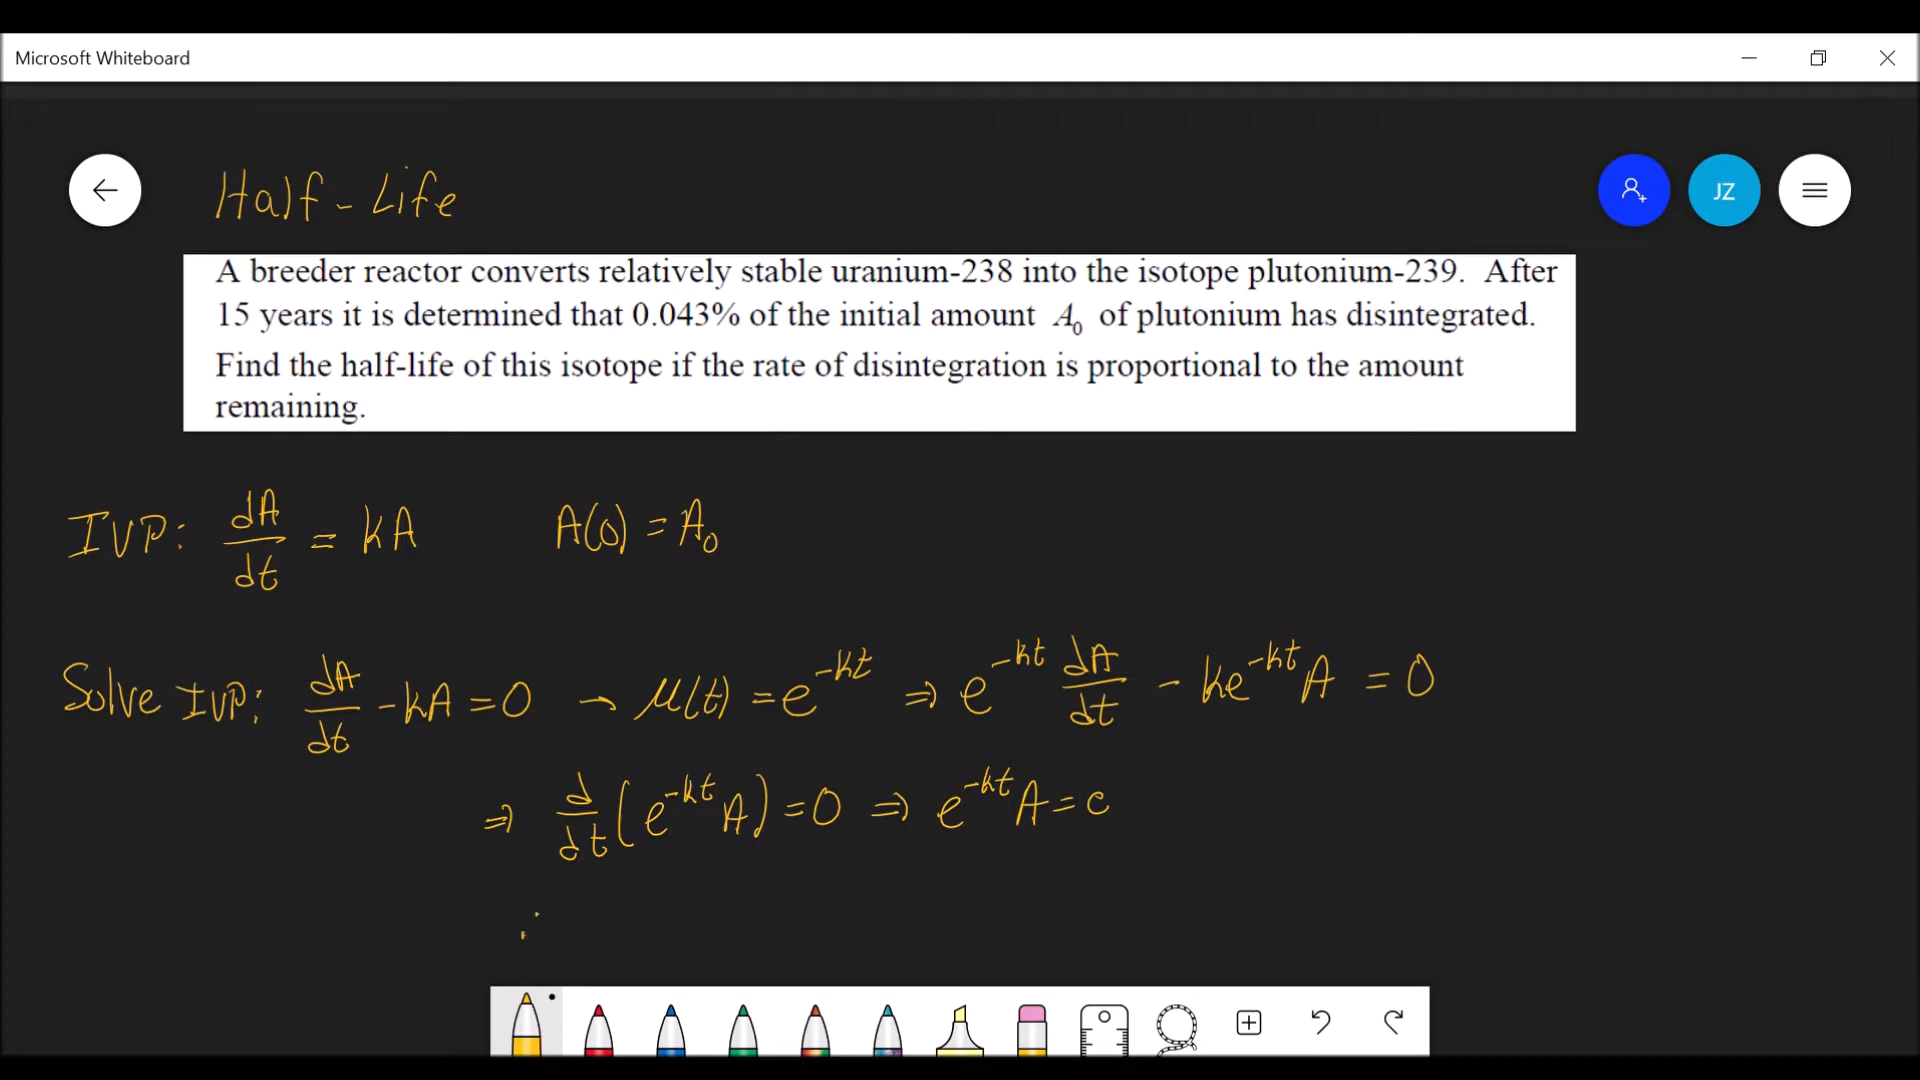 Microsoft Whiteboard
Half-Life
JZ
A breeder reactor converts relatively stable uranium-238 into the isotope plutonium-239. After
15 years it is determined that 0.043% of the initial amount A₀ of plutonium has disintegrated.
Find the half-life of this isotope if the rate of disintegration is proportional to the amount
remaining.
IVP: dA/dt = kA A(0) = A₀
Solve IVP: dA/dt - kA = 0 → μ(t) = e^{-kt} ⇒ e^{-kt} dA/dt - ke^{-kt}A = 0
⇒ d/dt(e^{-kt}A) = 0 ⇒ e^{-kt}A = c